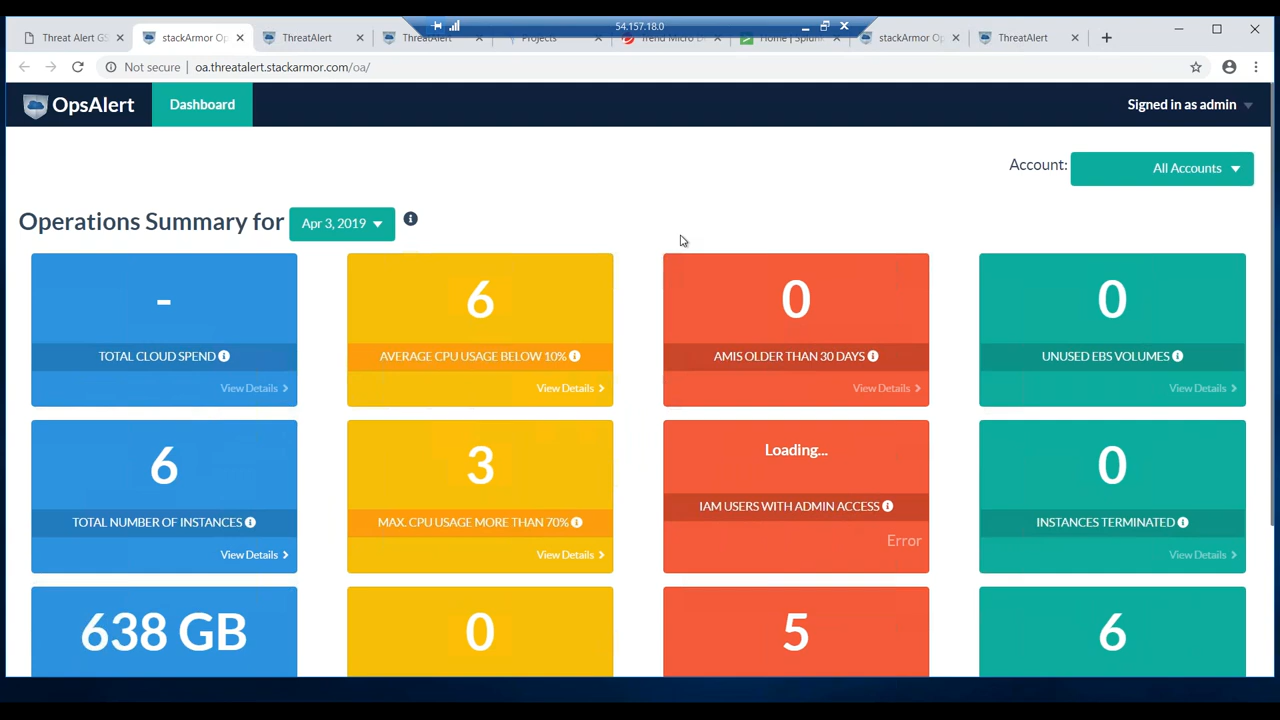 54.157.18.0
Threat Alert GS
stackArmor Op
ThreatAlert
ThreatAlert
Projects
Trend Micro D
Home | Splun
stackArmor Op
ThreatAlert
Not secure | oa.threatalert.stackarmor.com/oa/
OpsAlert
Dashboard
Signed in as admin
Account:
All Accounts
Operations Summary for
Apr 3, 2019
-
6
0
0
TOTAL CLOUD SPEND
AVERAGE CPU USAGE BELOW 10%
AMIS OLDER THAN 30 DAYS
UNUSED EBS VOLUMES
View Details
View Details
View Details
View Details
6
3
Loading...
0
TOTAL NUMBER OF INSTANCES
MAX. CPU USAGE MORE THAN 70%
IAM USERS WITH ADMIN ACCESS
INSTANCES TERMINATED
View Details
View Details
Error
View Details
638 GB
0
5
6